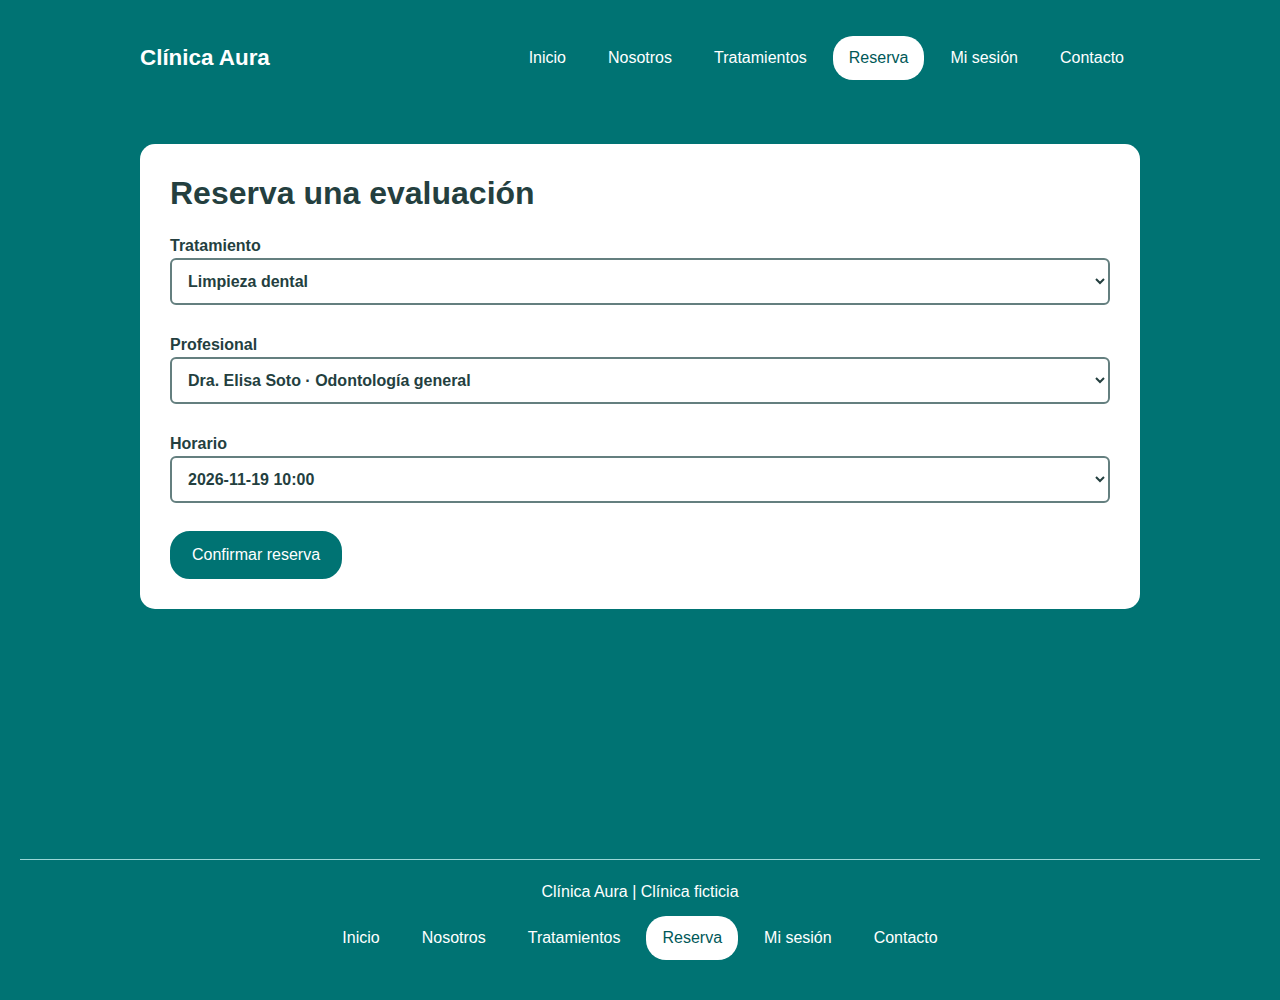 Clínica Aura
Inicio Nosotros Tratamientos Reserva Mi sesión Contacto
Reserva una evaluación
Tratamiento
Limpieza dental
Profesional
Dra. Elisa Soto · Odontología general
Horario
2026-11-19 10:00
Confirmar reserva
Clínica Aura | Clínica ficticia
Inicio Nosotros Tratamientos Reserva Mi sesión Contacto